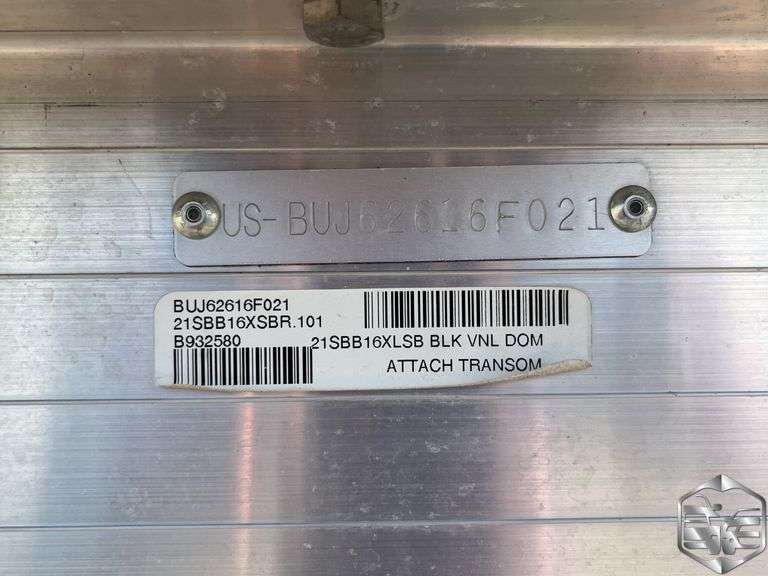 US-BUJ62616F021
BUJ62616F021
21SBB16XSBR.101
B932580
21SBB16XLSB BLK VNL DOM
ATTACH TRANSOM